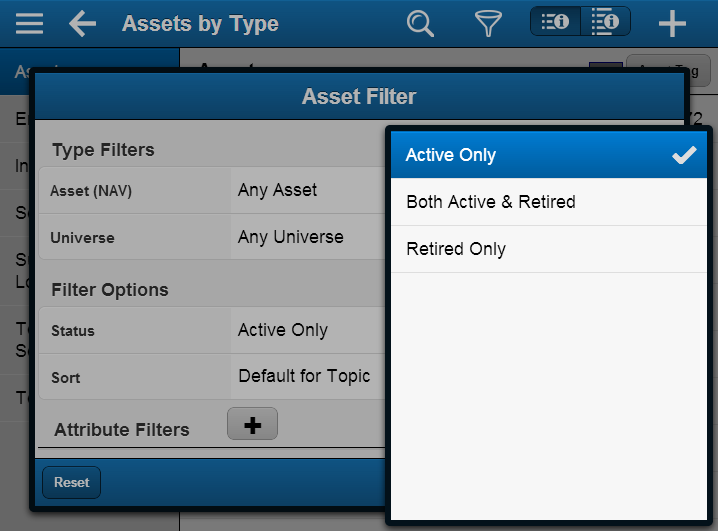 Assets by Type
Asset Filter
Type Filters
Asset (NAV) Any Asset
Universe Any Universe
Filter Options
Status Active Only
Sort Default for Topic
Attribute Filters
Reset
Active Only
Both Active & Retired
Retired Only